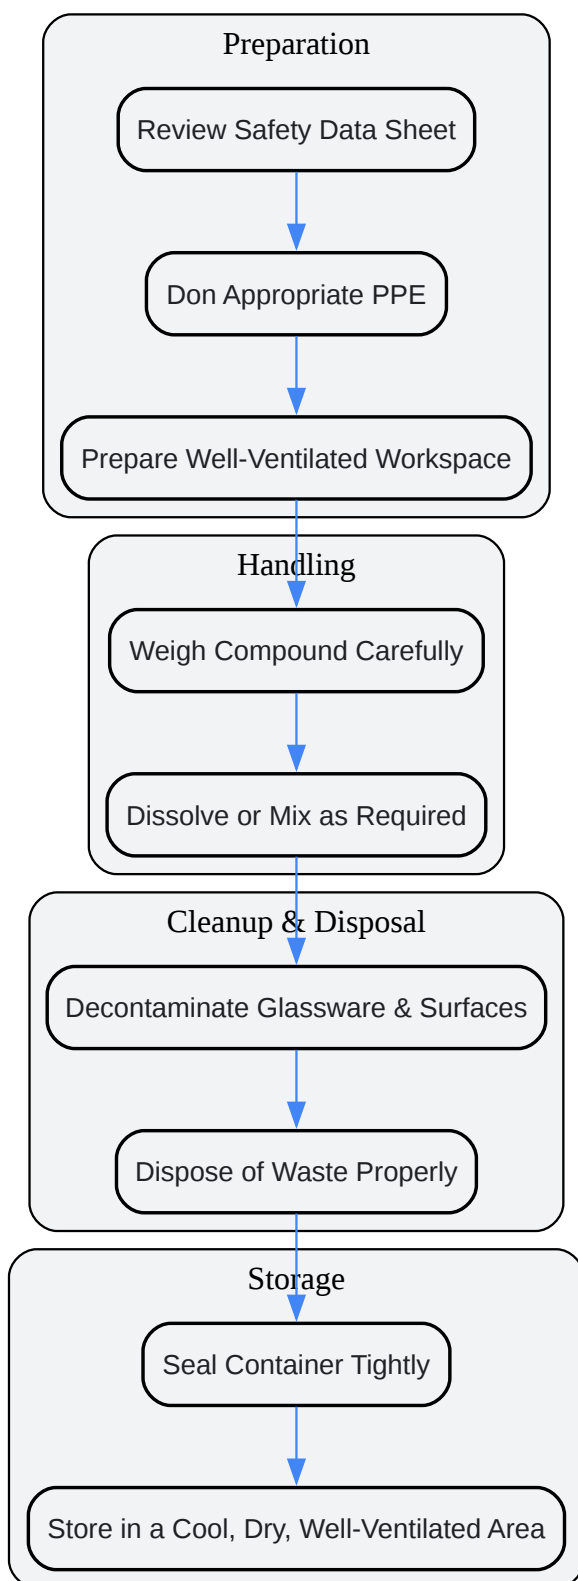 Preparation
Review Safety Data Sheet
Don Appropriate PPE
Prepare Well-Ventilated Workspace
Handling
Weigh Compound Carefully
Dissolve or Mix as Required
Cleanup & Disposal
Decontaminate Glassware & Surfaces
Dispose of Waste Properly
Storage
Seal Container Tightly
Store in a Cool, Dry, Well-Ventilated Area